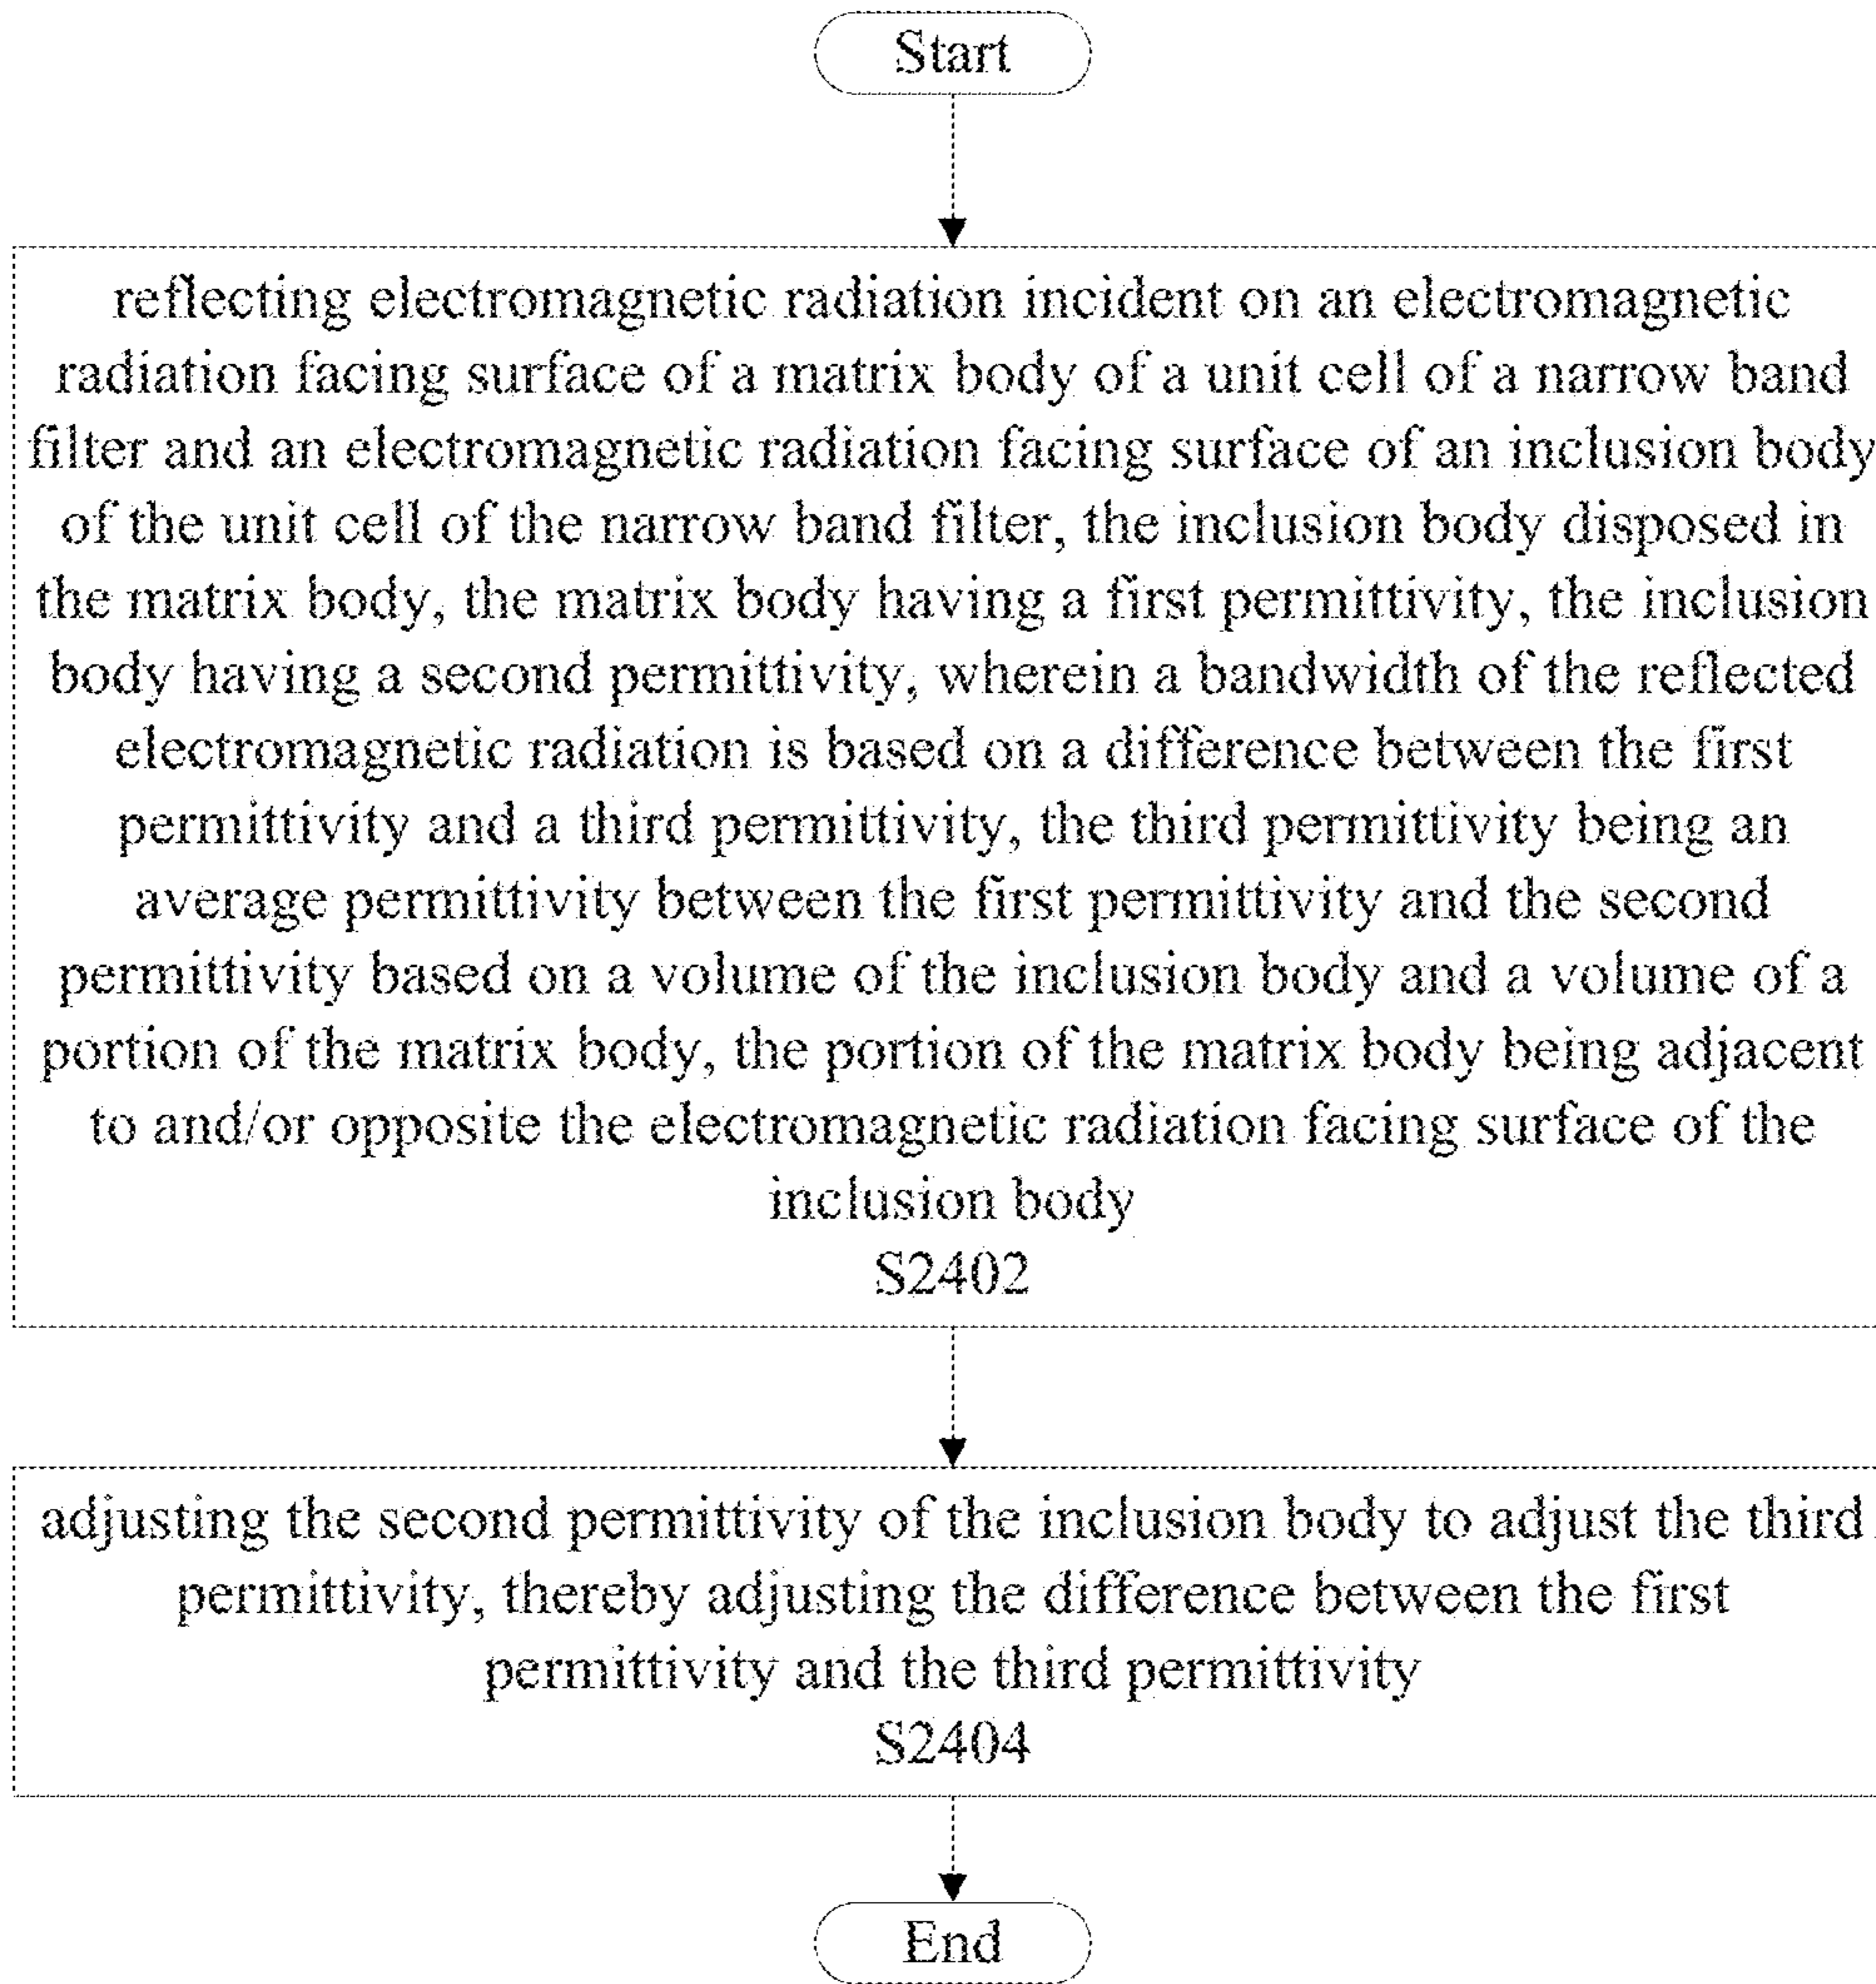 Start
reflecting electromagnetic radiation incident on an electromagnetic
radiation facing surface of a matrix body of a unit cell of a narrow band
filter and an electromagnetic radiation facing surface of an inclusion body
of the unit cell of the narrow band filter, the inclusion body disposed in
the matrix body, the matrix body having a first permittivity, the inclusion
body having a second permittivity, wherein a bandwidth of the reflected
electromagnetic radiation is based on a difference between the first
permittivity and a third permittivity, the third permittivity being an
average permittivity between the first permittivity and the second
permittivity based on a volume of the inclusion body and a volume of a
portion of the matrix body, the portion of the matrix body being adjacent
to and/or opposite the electromagnetic radiation facing surface of the
inclusion body
S2402
adjusting the second permittivity of the inclusion body to adjust the third
permittivity, thereby adjusting the difference between the first
permittivity and the third permittivity
S2404
End